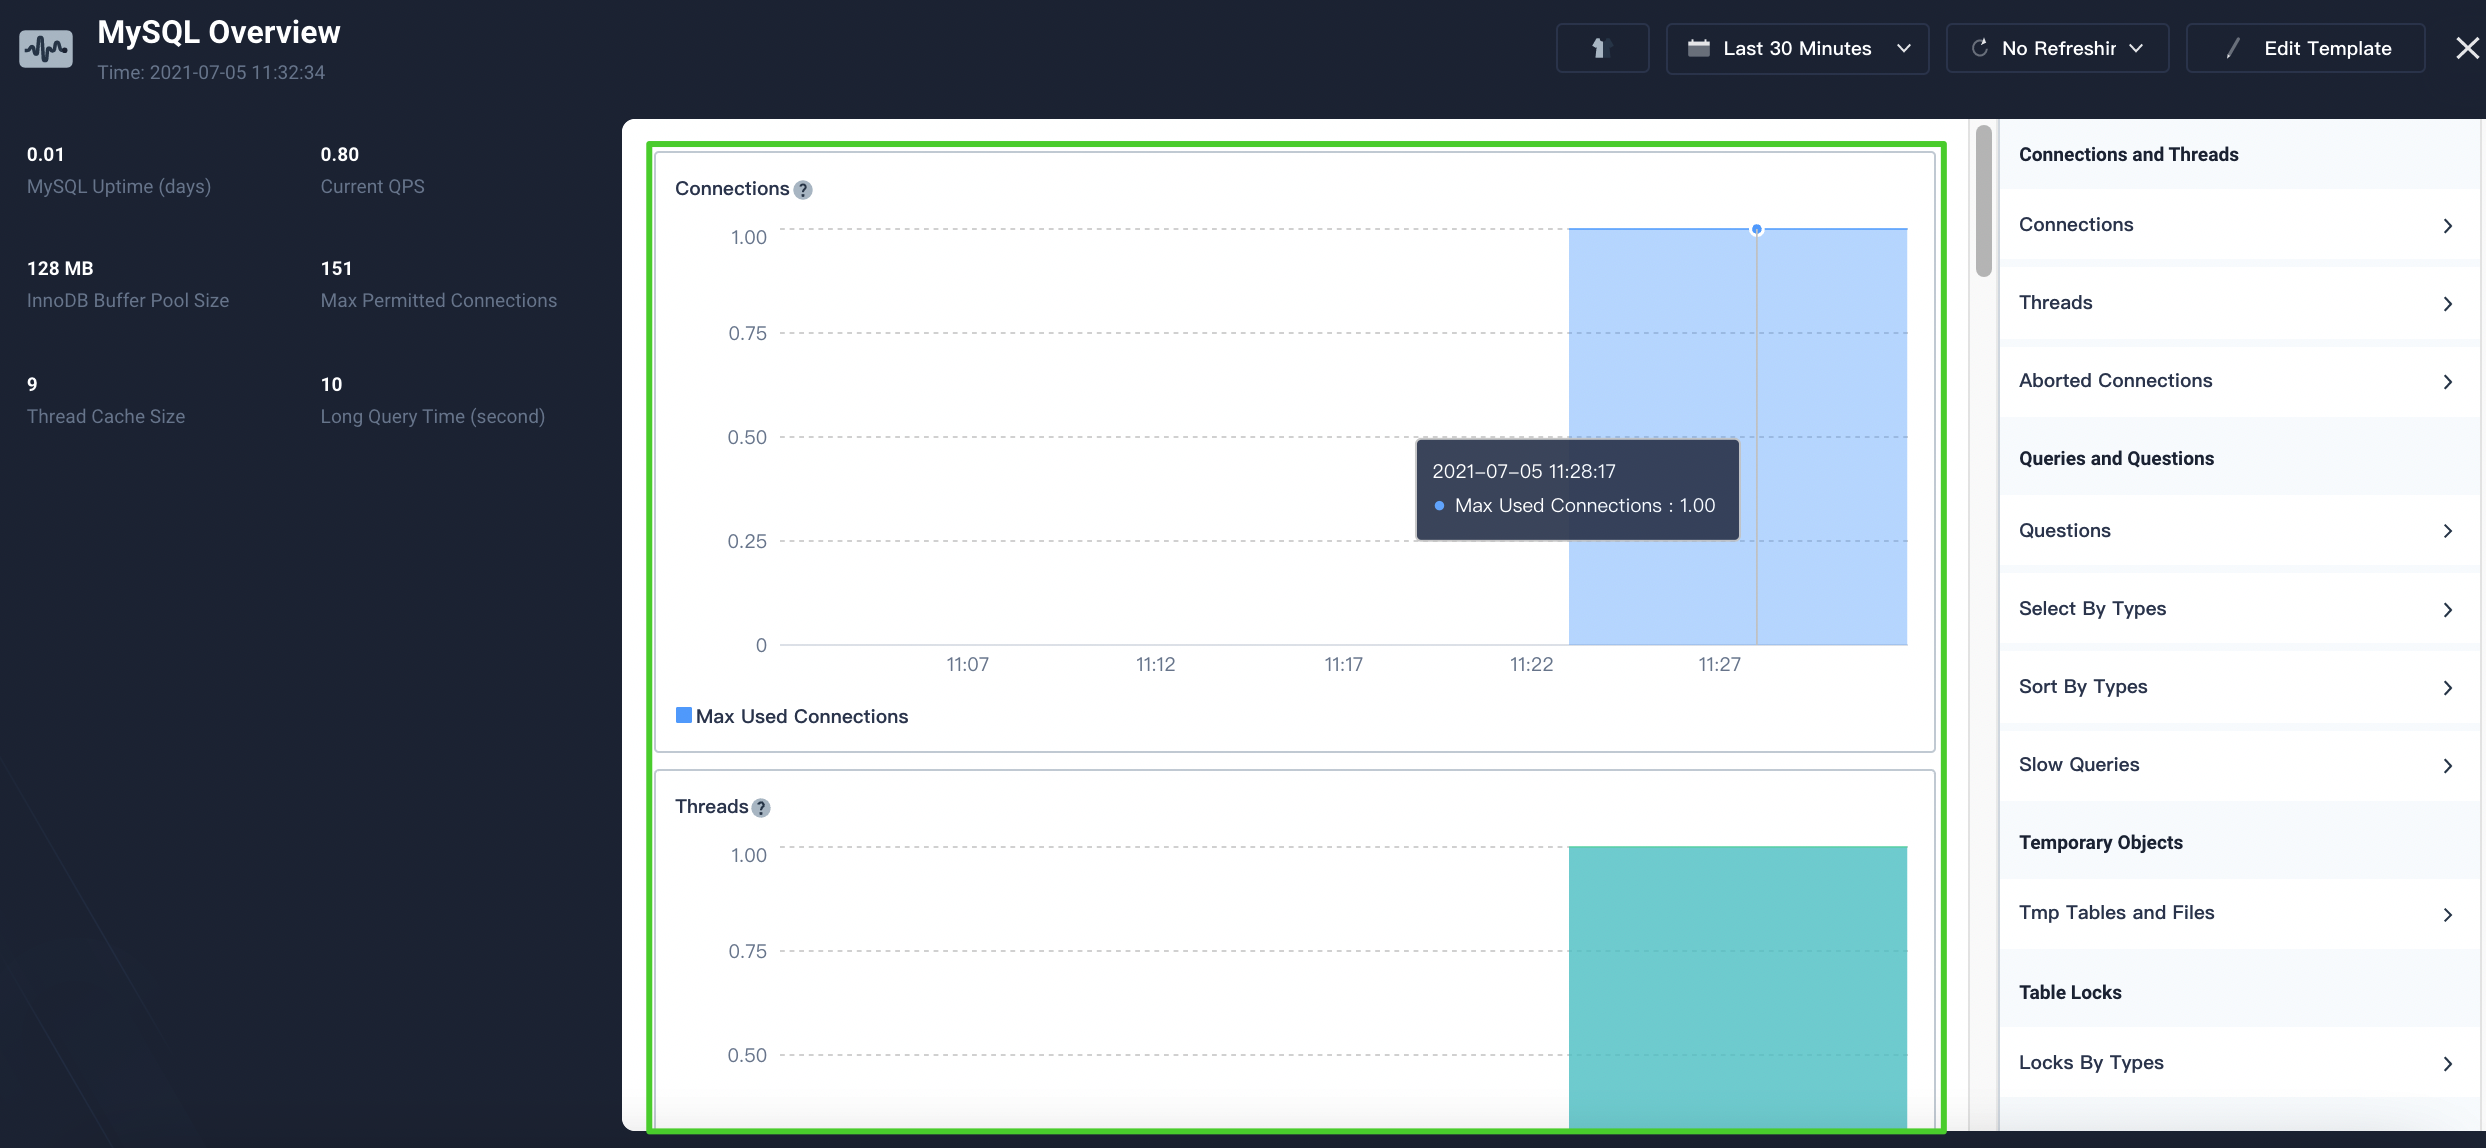 MySQL Overview
Time: 2021-07-05 11:32:34
Last 30 Minutes
No Refreshir
Edit Template
0.01
MySQL Uptime (days)
0.80
Current QPS
128 MB
InnoDB Buffer Pool Size
151
Max Permitted Connections
9
Thread Cache Size
10
Long Query Time (second)
Connections ?
1.00
0.75
0.50
0.25
0
11:07
11:12
11:17
11:22
11:27
2021-07-05 11:28:17
Max Used Connections : 1.00
Max Used Connections
Threads ?
1.00
0.75
0.50
Connections and Threads
Connections
Threads
Aborted Connections
Queries and Questions
Questions
Select By Types
Sort By Types
Slow Queries
Temporary Objects
Tmp Tables and Files
Table Locks
Locks By Types